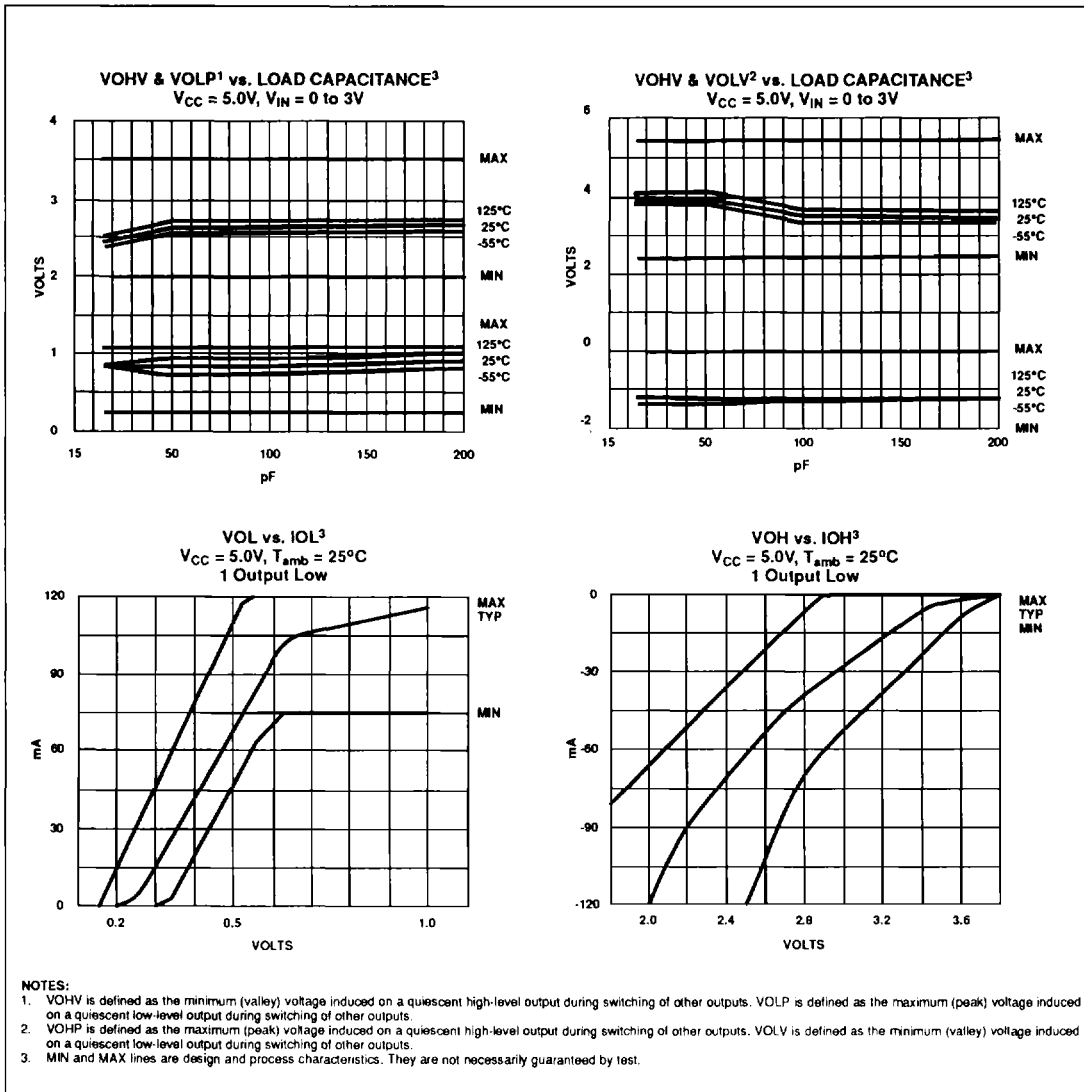 VOHV & VOLP1 vs. LOAD CAPACITANCE3
VCC = 5.0V, VIN = 0 to 3V
4
3
2
1
0
VOLTS
MAX
125°C
25°C
-55°C
MIN
MAX
125°C
25°C
-55°C
MIN
15
50
100
150
200
pF
VOHV & VOLV2 vs. LOAD CAPACITANCE3
VCC = 5.0V, VIN = 0 to 3V
6
4
2
0
-2
VOLTS
MAX
125°C
25°C
-55°C
MIN
MAX
125°C
25°C
-55°C
MIN
15
50
100
150
200
pF
VOL vs. IOL3
VCC = 5.0V, Tamb = 25°C
1 Output Low
120
90
60
30
0
mA
MAX
TYP
MIN
0.2
0.5
1.0
VOLTS
VOH vs. IOH3
VCC = 5.0V, Tamb = 25°C
1 Output Low
0
-30
-60
-90
-120
mA
MAX
TYP
MIN
2.0
2.4
2.8
3.2
3.6
VOLTS
NOTES:
1. VOHV is defined as the minimum (valley) voltage induced on a quiescent high-level output during switching of other outputs. VOLP is defined as the maximum (peak) voltage induced
on a quiescent low-level output during switching of other outputs.
2. VOHP is defined as the maximum (peak) voltage induced on a quiescent high-level output during switching of other outputs. VOLV is defined as the minimum (valley) voltage induced
on a quiescent low-level output during switching of other outputs.
3. MIN and MAX lines are design and process characteristics. They are not necessarily guaranteed by test.